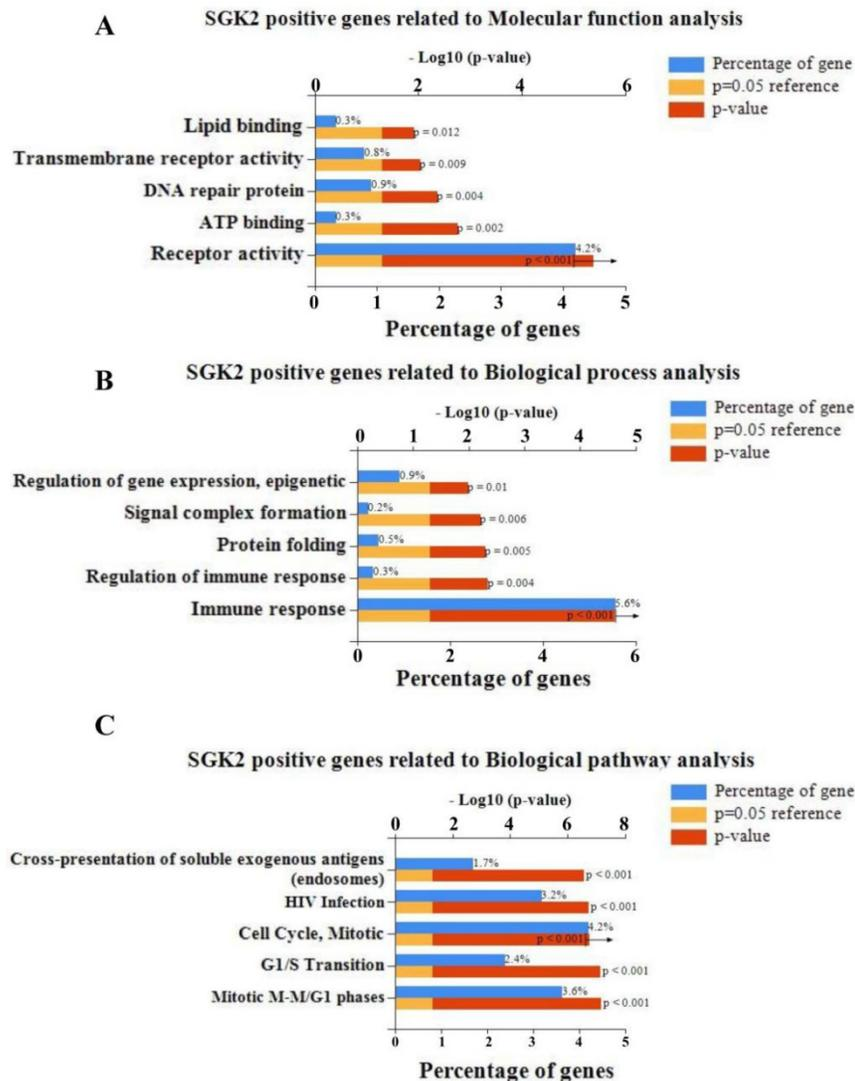 A
SGK2 positive genes related to Molecular function analysis
- Log10 (p-value)
0 2 4 6
Percentage of gene
p=0.05 reference
p-value
Lipid binding
0.3%
p = 0.012
Transmembrane receptor activity
0.8%
p = 0.009
DNA repair protein
0.9%
p = 0.004
ATP binding
0.3%
p = 0.002
Receptor activity
4.2%
p < 0.001
0 1 2 3 4 5
Percentage of genes
B
SGK2 positive genes related to Biological process analysis
- Log10 (p-value)
0 1 2 3 4 5
Percentage of gene
p=0.05 reference
p-value
Regulation of gene expression, epigenetic
0.9%
p = 0.01
Signal complex formation
0.2%
p = 0.006
Protein folding
0.5%
p = 0.005
Regulation of immune response
0.3%
p = 0.004
Immune response
5.6%
p < 0.001
0 2 4 6
Percentage of genes
C
SGK2 positive genes related to Biological pathway analysis
- Log10 (p-value)
0 2 4 6 8
Percentage of gene
p=0.05 reference
p-value
Cross-presentation of soluble exogenous antigens
(endosomes)
1.7%
p < 0.001
HIV Infection
3.2%
p < 0.001
Cell Cycle, Mitotic
4.2%
p < 0.001
G1/S Transition
2.4%
p < 0.001
Mitotic M-M/G1 phases
3.6%
p < 0.001
0 1 2 3 4 5
Percentage of genes